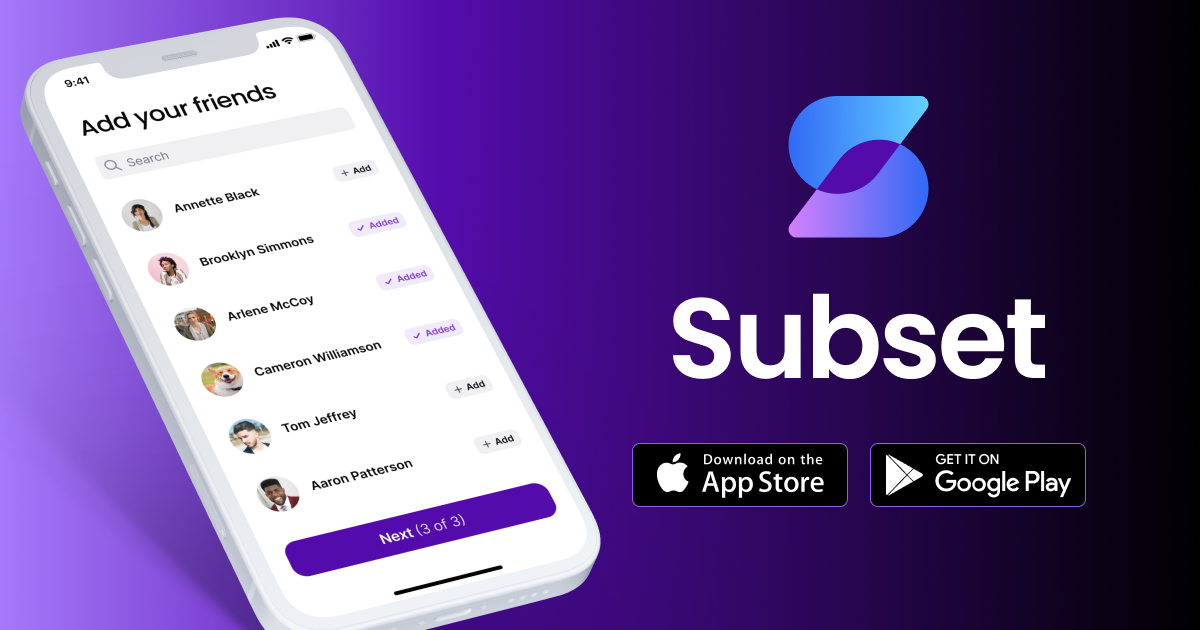 9:41
Add your friends
Search
Annette Black
+ Add
Brooklyn Simmons
✓ Added
Arlene McCoy
✓ Added
Cameron Williamson
✓ Added
Tom Jeffrey
+ Add
Aaron Patterson
+ Add
Next (3 of 3)
Subset
Download on the
App Store
GET IT ON
Google Play